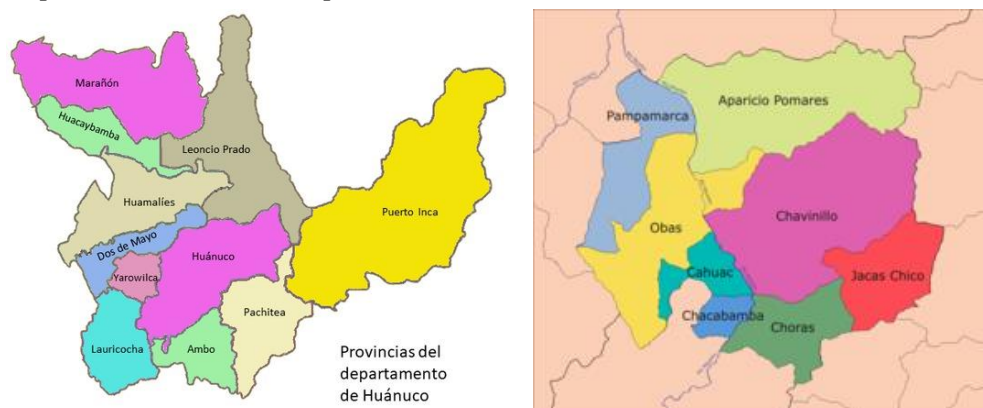 Marañón
Huacaybamba
Leoncio Prado
Huamalíes
Puerto Inca
Dos de Mayo
Huánuco
Yarowilca
Pachitea
Lauricocha
Ambo
Provincias del
departamento
de Huánuco
Aparicio Pomares
Pampamarca
Chavinillo
Obas
Cahuac
Jacas Chico
Chacabamba
Choras